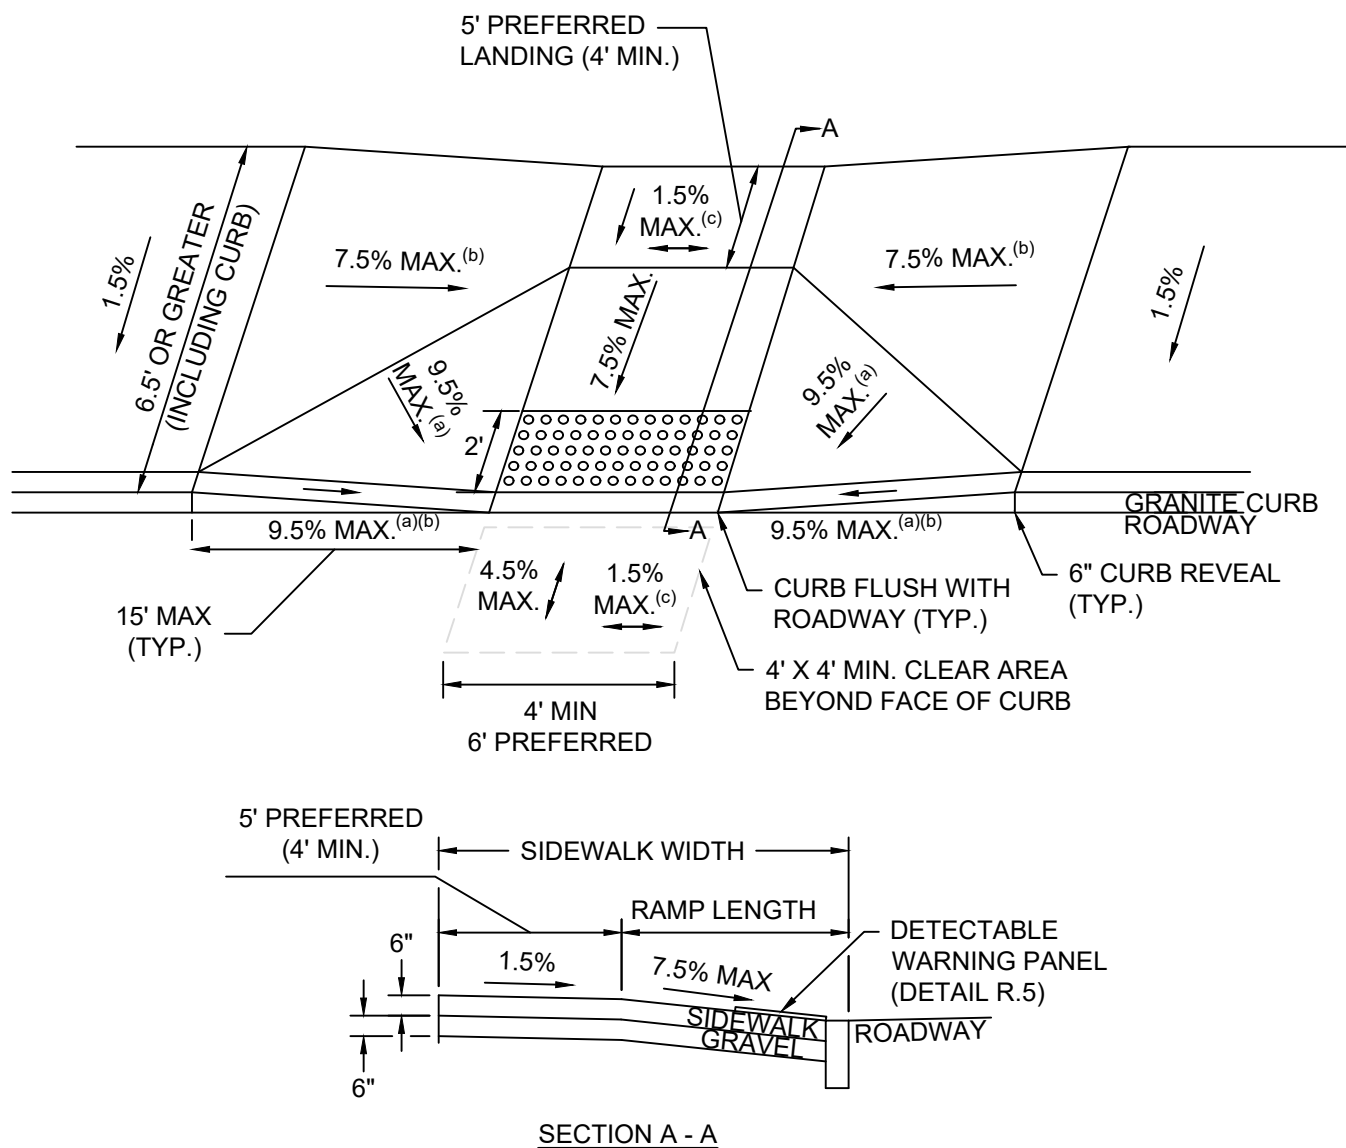 5' PREFERRED
LANDING (4' MIN.)
A
1.5%
6.5' OR GREATER
(INCLUDING CURB)
7.5% MAX.(b)
1.5%
MAX.(c)
7.5% MAX.(b)
1.5%
7.5% MAX.
9.5%
MAX.(a)
9.5%
MAX.(a)
2'
GRANITE CURB
ROADWAY
9.5% MAX.(a)(b)
A
9.5% MAX.(a)(b)
4.5%
MAX.
1.5%
MAX.(c)
CURB FLUSH WITH
ROADWAY (TYP.)
6" CURB REVEAL
(TYP.)
15' MAX
(TYP.)
4' X 4' MIN. CLEAR AREA
BEYOND FACE OF CURB
4' MIN
6' PREFERRED
5' PREFERRED
(4' MIN.)
SIDEWALK WIDTH
RAMP LENGTH
DETECTABLE
WARNING PANEL
(DETAIL R.5)
6"
1.5%
7.5% MAX
SIDEWALK
GRAVEL
ROADWAY
6"
SECTION A - A